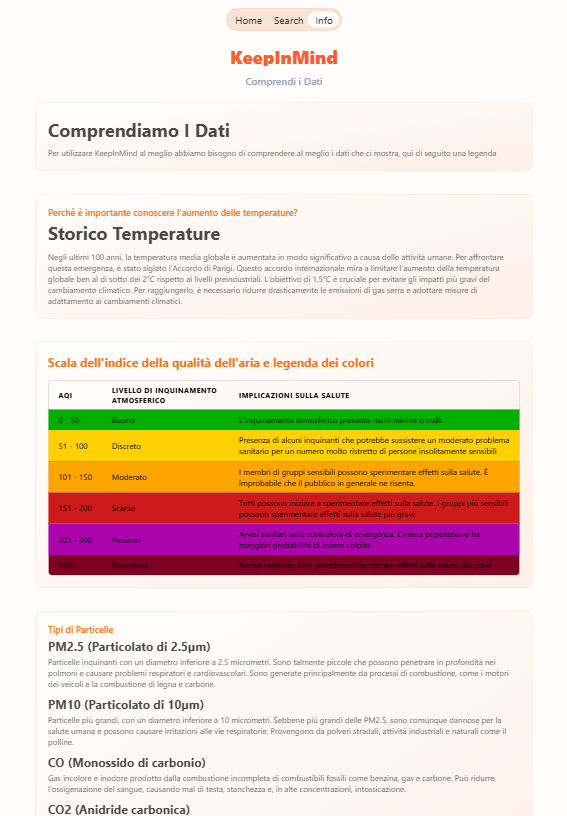 Home Search Info
KeepInMind
Comprendi i Dati
Comprendiamo I Dati
Per utilizzare KeepInMind al meglio abbiamo bisogno di comprendere al meglio i dati che ci mostra, qui di seguito una legenda
Perchè è importante conoscere l'aumento delle temperature?
Storico Temperature
Negli ultimi 100 anni, la temperatura media globale è aumentata in modo significativo a causa delle attività umane. Per affrontare
questa emergenza, è stato siglato l'Accordo di Parigi. Questo accordo internazionale mira a limitare l'aumento della temperatura
globale ben al di sotto dei 2°C rispetto ai livelli preindustriali. L'obiettivo di 1,5°C è cruciale per evitare gli impatti più gravi del
cambiamento climatico. Per raggiungerlo, è necessario ridurre drasticamente le emissioni di gas serra e adottare misure di
adattamento ai cambiamenti climatici.
Scala dell'indice della qualità dell'aria e legenda dei colori
AQI
LIVELLO DI INQUINAMENTO
ATMOSFERICO
IMPLICAZIONI SULLA SALUTE
0 - 50 Buono L'inquinamento atmosferico presenta rischi minimi o nulli.
51 - 100 Discreto
Presenza di alcuni inquinanti che potrebbe sussistere un moderato problema
sanitario per un numero molto ristretto di persone insolitamente sensibili
101 - 150 Moderato
I membri di gruppi sensibili possono sperimentare effetti sulla salute. È
improbabile che il pubblico in generale ne risenta.
151 - 200 Scarso
Tutti possono iniziare a sperimentare effetti sulla salute. I gruppi più sensibili
possono sperimentare effetti sulla salute più gravi.
201 - 300 Pessimo
Avvisi sanitari sulle condizioni di emergenza. L'intera popolazione ha
maggiori probabilità di essere colpita.
300+ Pericoloso Avviso sanitario: tutti potrebbero riscontrare effetti sulla salute più gravi
Tipi di Particelle
PM2.5 (Particolato di 2.5µm)
Particelle inquinanti con un diametro inferiore a 2.5 micrometri. Sono talmente piccole che possono penetrare in profondità nei
polmoni e causare problemi respiratori e cardiovascolari. Sono generate principalmente da processi di combustione, come i motori
dei veicoli e la combustione di legna e carbone.
PM10 (Particolato di 10µm)
Particelle più grandi, con un diametro inferiore a 10 micrometri. Sebbene più grandi delle PM2.5, sono comunque dannose per la
salute umana e possono causare irritazioni alle vie respiratorie. Provengono da polveri stradali, attività industriali e naturali come il
polline.
CO (Monossido di carbonio)
Gas incolore e inodore prodotto dalla combustione incompleta di combustibili fossili come benzina, gas e carbone. Può ridurre
l'ossigenazione del sangue, causando mal di testa, stanchezza e, in alte concentrazioni, intossicazione.
CO2 (Anidride carbonica)